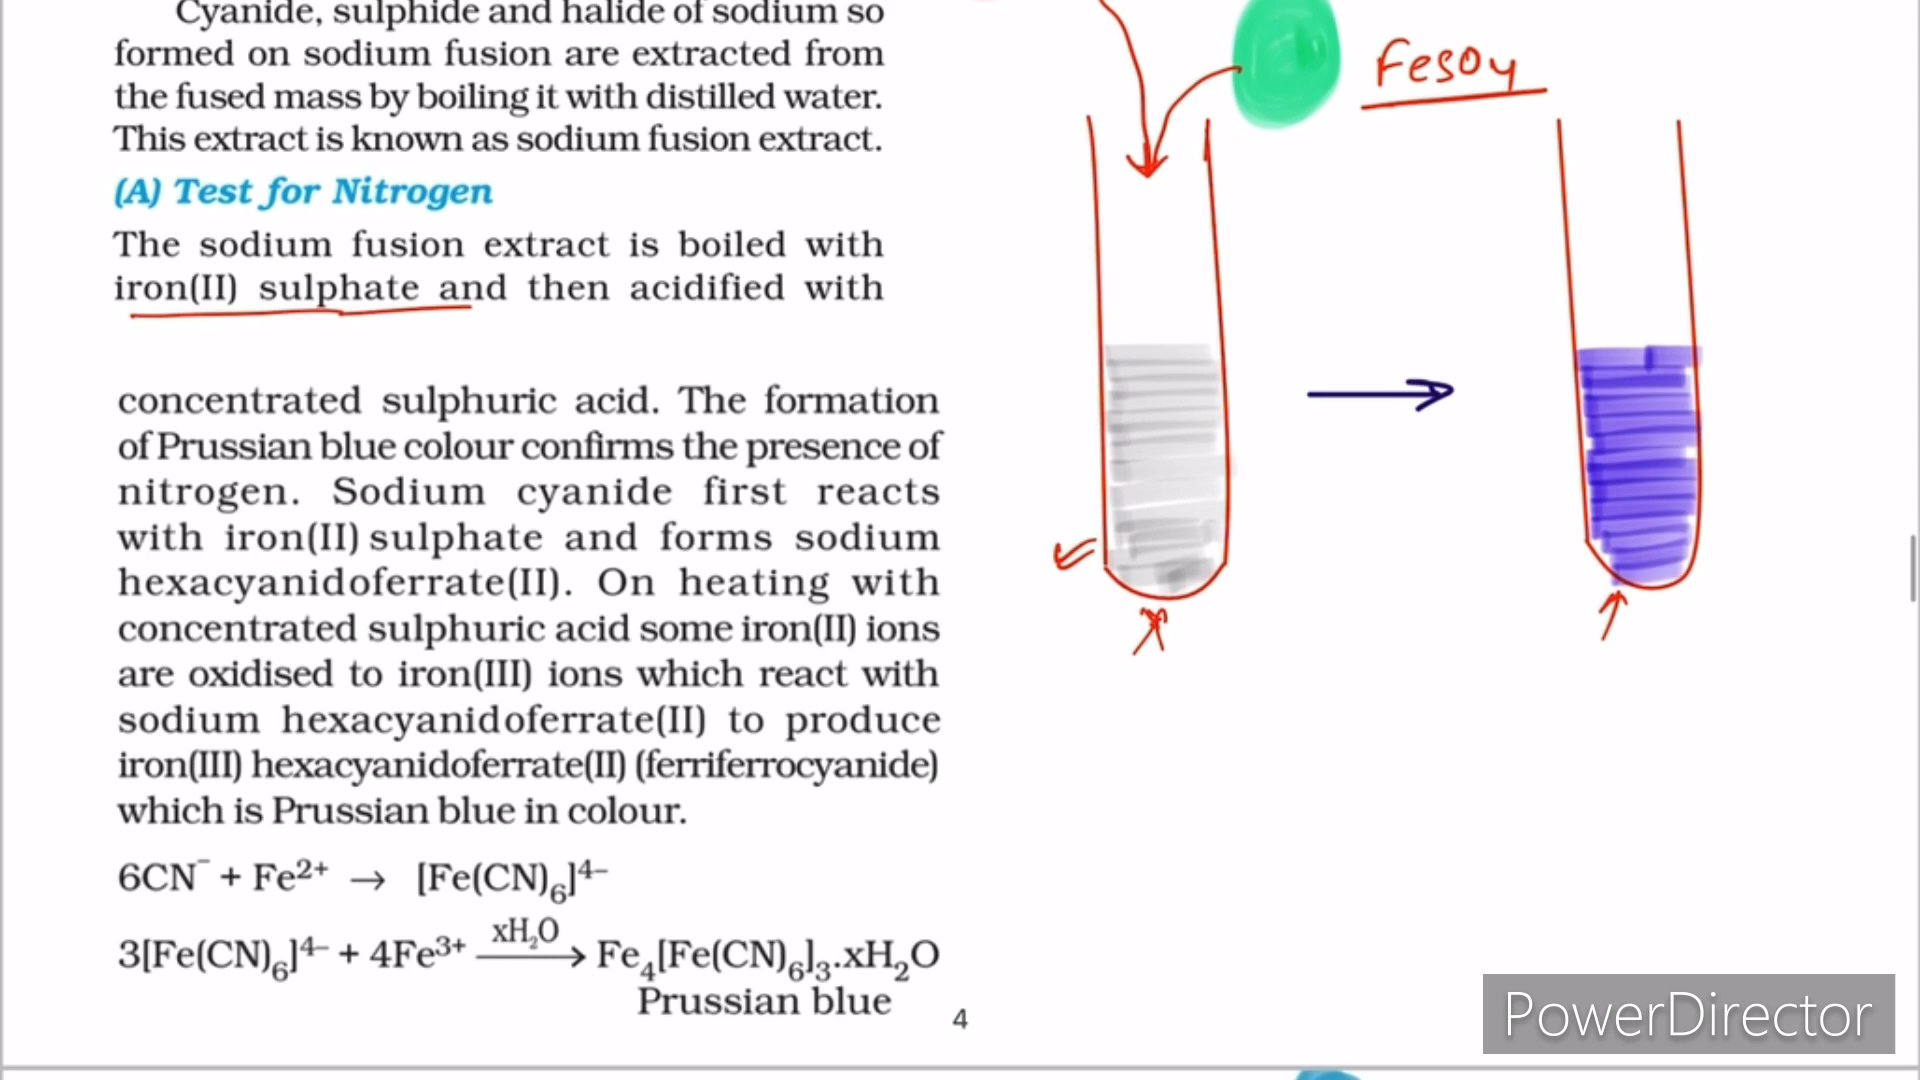 Cyanide, sulphide and halide of sodium so
formed on sodium fusion are extracted from
the fused mass by boiling it with distilled water.
This extract is known as sodium fusion extract.
(A) Test for Nitrogen
The sodium fusion extract is boiled with
iron(II) sulphate and then acidified with
concentrated sulphuric acid. The formation
of Prussian blue colour confirms the presence of
nitrogen. Sodium cyanide first reacts
with iron(II) sulphate and forms sodium
hexacyanidoferrate(II). On heating with
concentrated sulphuric acid some iron(II) ions
are oxidised to iron(III) ions which react with
sodium hexacyanidoferrate(II) to produce
iron(III) hexacyanidoferrate(II) (ferriferrocyanide)
which is Prussian blue in colour.
6CN⁻ + Fe²⁺ → [Fe(CN)₆]⁴⁻
3[Fe(CN)₆]⁴⁻ + 4Fe³⁺ xH₂O → Fe₄[Fe(CN)₆]₃.xH₂O
Prussian blue
4
FeSO4
PowerDirector